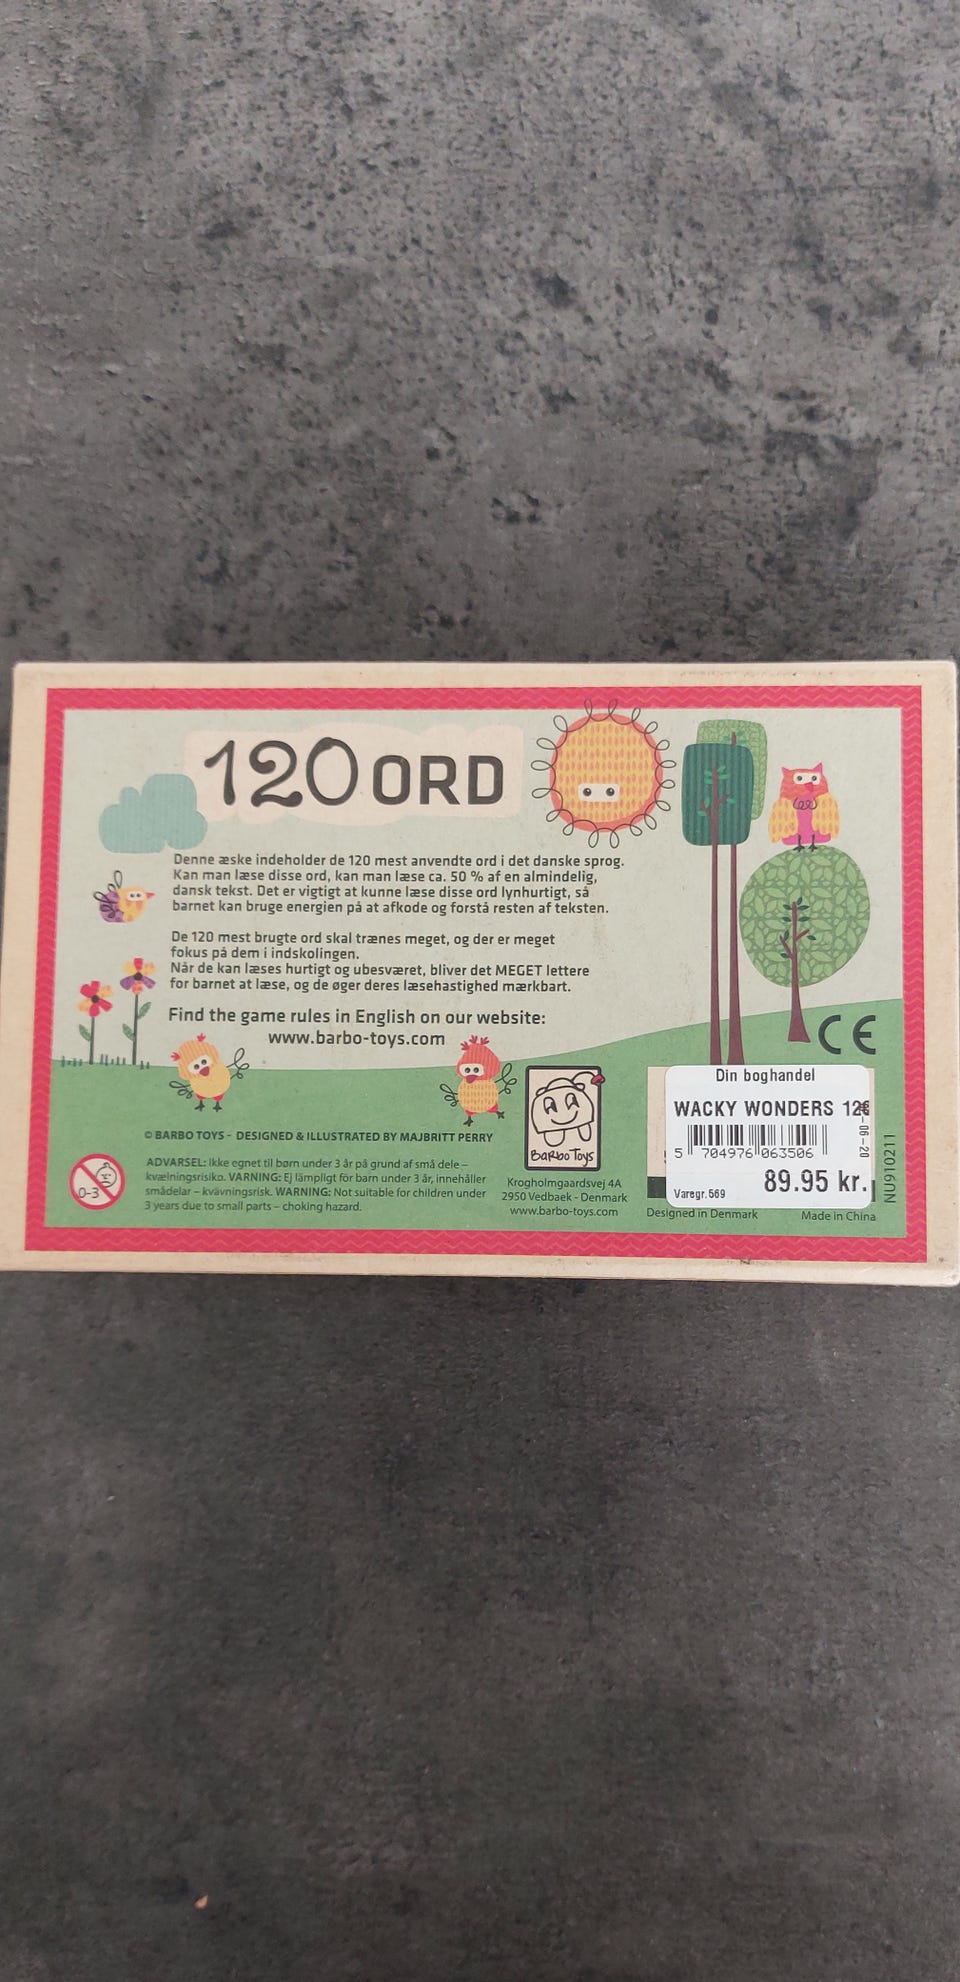 120 ORD
Denne æske indeholder de 120 mest anvendte ord i det danske sprog.
Kan man læse disse ord, kan man læse ca. 50 % af en almindelig,
dansk tekst. Det er vigtigt at kunne læse disse ord lynhurtigt, så
barnet kan bruge energien på at afkode og forstå resten af teksten.
De 120 mest brugte ord skal trænes meget, og der er meget
fokus på dem i indskolingen.
Når de kan læses hurtigt og ubesværet, bliver det MEGET lettere
for barnet at læse, og de øger deres læsehastighed mærkbart.
Find the game rules in English on our website:
www.barbo-toys.com
CE
© BARBO TOYS - DESIGNED & ILLUSTRATED BY MAJBRITT PERRY
0-3
ADVARSEL: Ikke egnet til børn under 3 år på grund af små dele –
kvælningsrisiko. VARNING: Ej lämpligt för barn under 3 år, innehåller
smådelar – kvävningsrisk. WARNING: Not suitable for children under
3 years due to small parts – choking hazard.
Barbo Toys
Krogholmgaardsvej 4A
2950 Vedbaek - Denmark
www.barbo-toys.com
Din boghandel
WACKY WONDERS
5 704976 063506
-06-20
Varegr. 569
89.95 kr.
Designed in Denmark
Made in China
NU910211